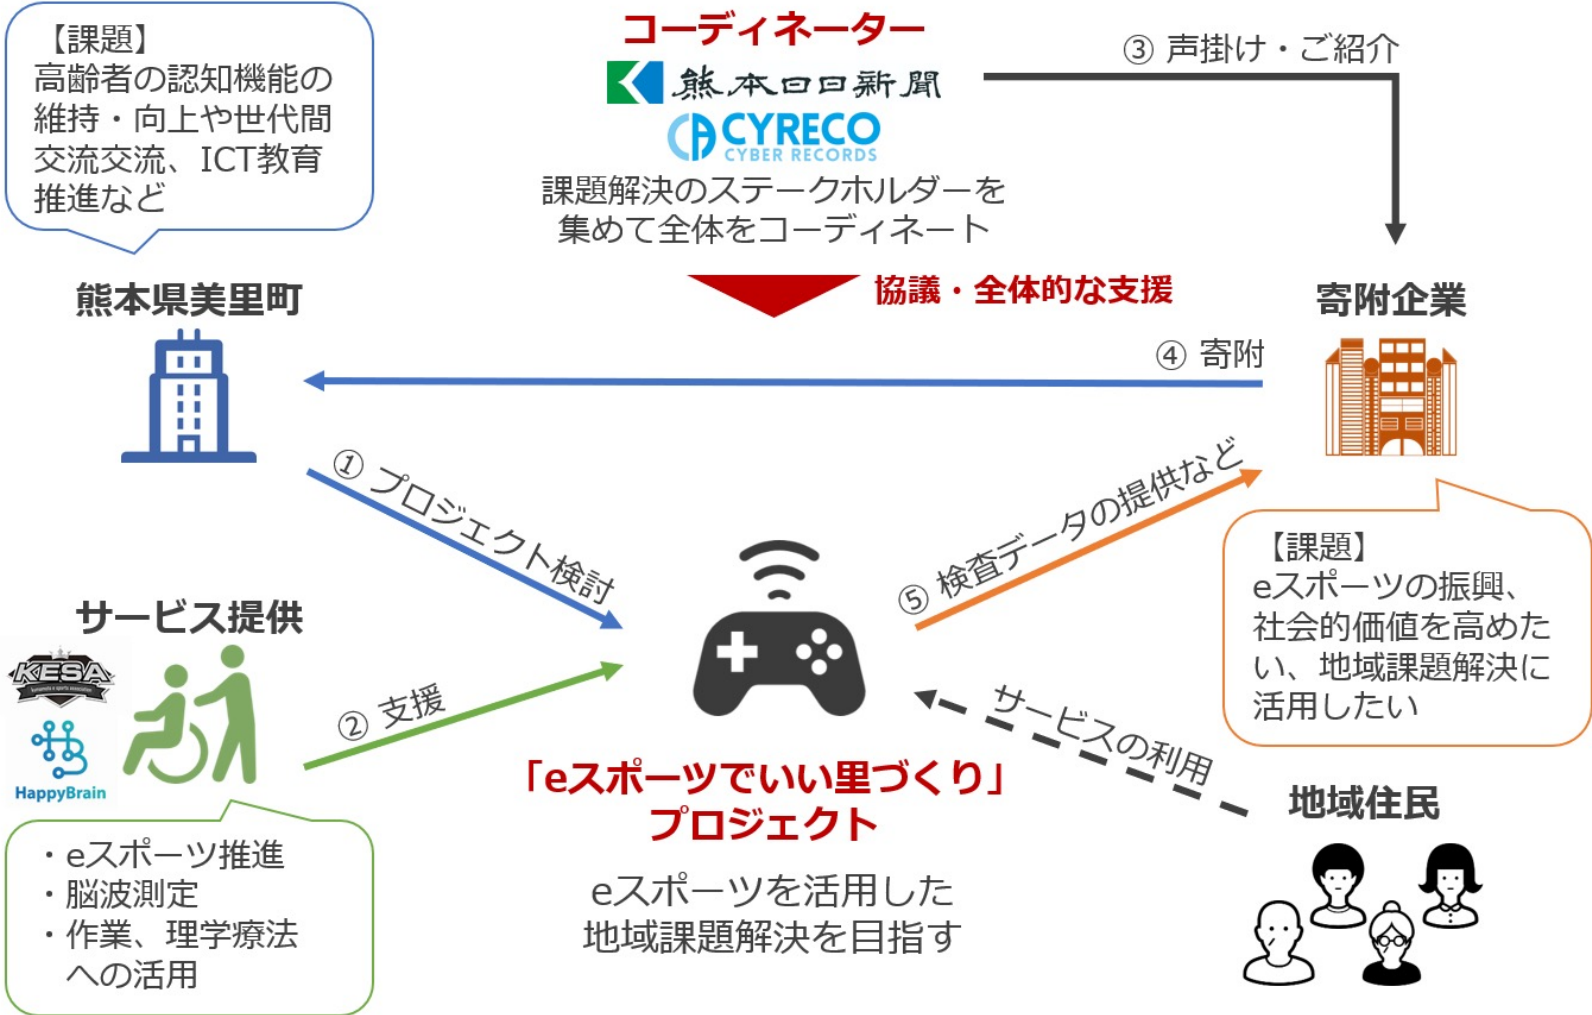 【課題】
高齢者の認知機能の
維持・向上や世代間
交流交流、ICT教育
推進など
コーディネーター
熊本日日新聞
CYRECO
CYBER RECORDS
課題解決のステークホルダーを
集めて全体をコーディネート
③ 声掛け・ご紹介
協議・全体的な支援
熊本県美里町
寄附企業
④ 寄附
① プロジェクト検討
⑤ 検査データの提供など
【課題】
eスポーツの振興、
社会的価値を高めた
い、地域課題解決に
活用したい
サービス提供
KESA
kumamoto e sports association
HappyBrain
② 支援
・eスポーツ推進
・脳波測定
・作業、理学療法
への活用
「eスポーツでいい里づくり」
プロジェクト
eスポーツを活用した
地域課題解決を目指す
サービスの利用
地域住民